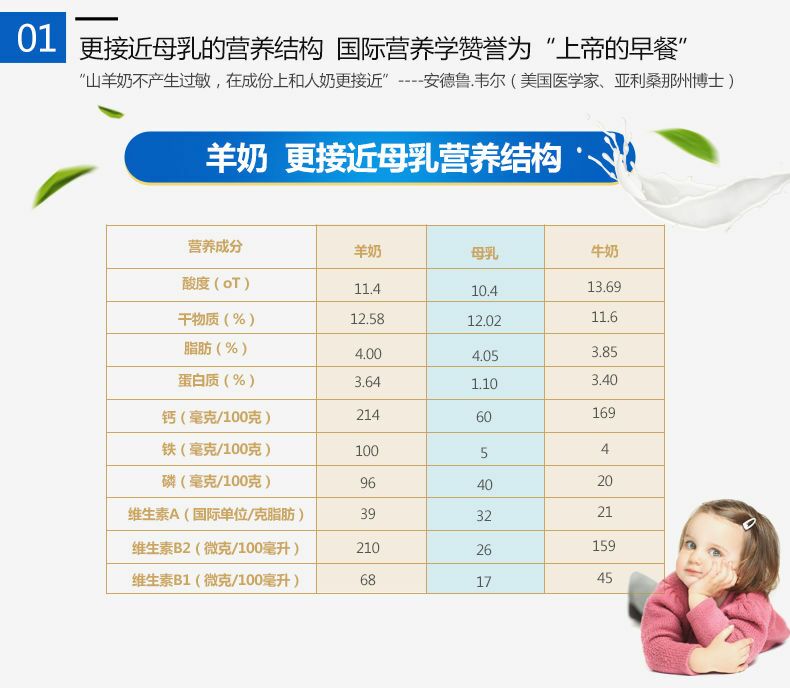 01
更接近母乳的营养结构 国际营养学赞誉为“上帝的早餐”
“山羊奶不产生过敏，在成份上和人奶更接近”----安德鲁.韦尔（美国医学家、亚利桑那州博士）
羊奶 更接近母乳营养结构
营养成分 羊奶 母乳 牛奶
酸度（oT） 11.4 10.4 13.69
干物质（%） 12.58 12.02 11.6
脂肪（%） 4.00 4.05 3.85
蛋白质（%） 3.64 1.10 3.40
钙（毫克/100克） 214 60 169
铁（毫克/100克） 100 5 4
磷（毫克/100克） 96 40 20
维生素A（国际单位/克脂肪） 39 32 21
维生素B2（微克/100毫升） 210 26 159
维生素B1（微克/100毫升） 68 17 45